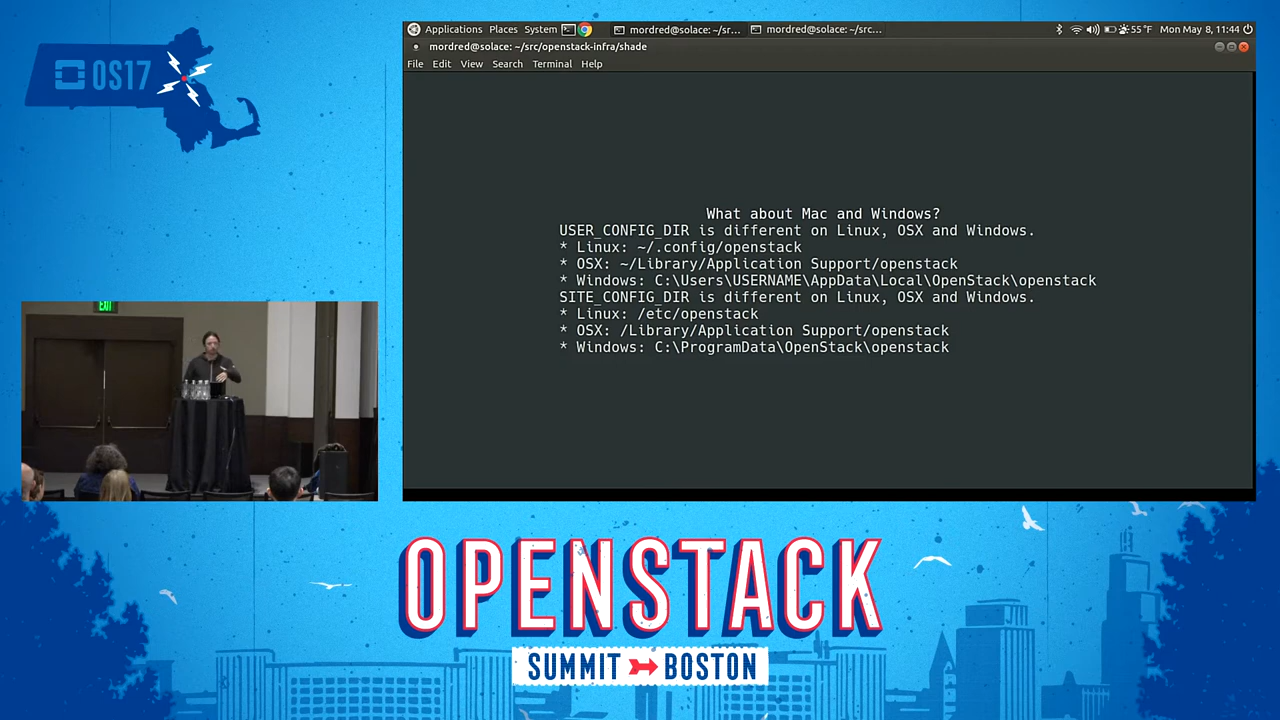 OS17
Applications Places System mordred@solace: ~/sr... mordred@solace: ~/src... 55 °F Mon May 8, 11:44
mordred@solace: ~/src/openstack-infra/shade
File Edit View Search Terminal Help
What about Mac and Windows?
USER_CONFIG_DIR is different on Linux, OSX and Windows.
* Linux: ~/.config/openstack
* OSX: ~/Library/Application Support/openstack
* Windows: C:\Users\USERNAME\AppData\Local\OpenStack\openstack
SITE_CONFIG_DIR is different on Linux, OSX and Windows.
* Linux: /etc/openstack
* OSX: /Library/Application Support/openstack
* Windows: C:\ProgramData\OpenStack\openstack
EXIT
OPENSTACK
SUMMIT BOSTON